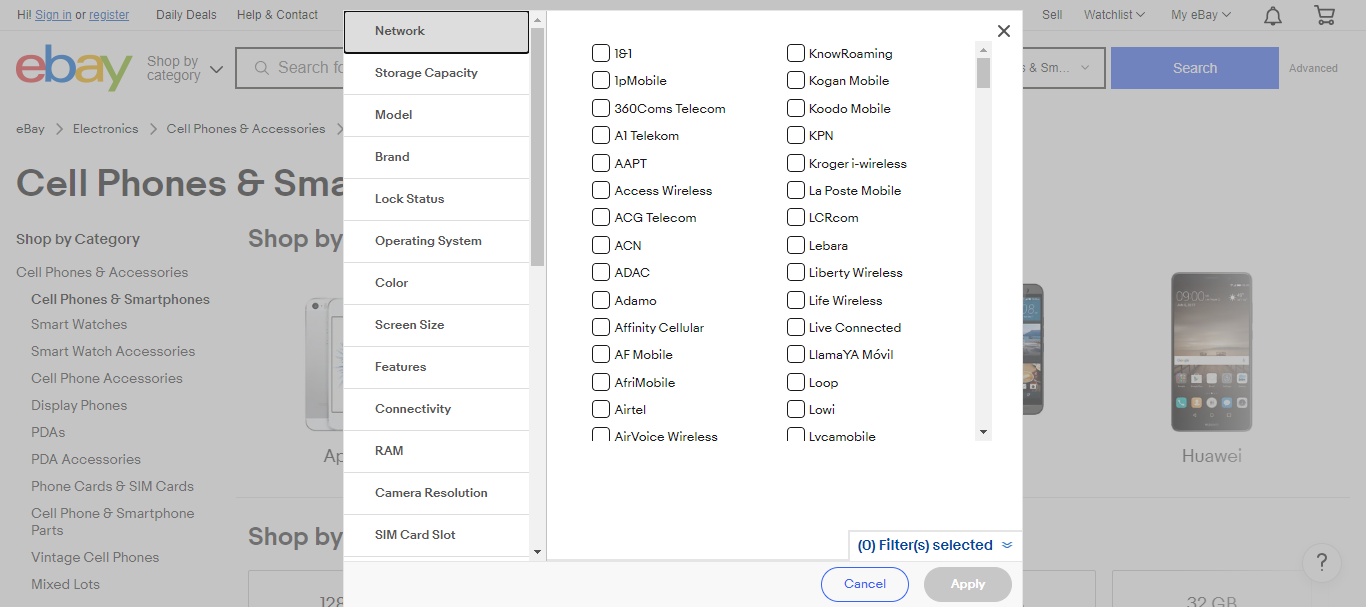 Hi! Sign in or register
Daily Deals
Help & Contact
Sell
Watchlist
My eBay
ebay
Shop by
category
Search fo
s & Sm...
Search
Advanced
eBay
Electronics
Cell Phones & Accessories
Cell Phones & Sma
Shop by Category
Cell Phones & Accessories
Cell Phones & Smartphones
Smart Watches
Smart Watch Accessories
Cell Phone Accessories
Display Phones
PDAs
PDA Accessories
Phone Cards & SIM Cards
Cell Phone & Smartphone
Parts
Vintage Cell Phones
Mixed Lots
Shop by
Ap
Huawei
09:00
Shop by
128
32 GB
Network
Storage Capacity
Model
Brand
Lock Status
Operating System
Color
Screen Size
Features
Connectivity
RAM
Camera Resolution
SIM Card Slot
1&1
1pMobile
360Coms Telecom
A1 Telekom
AAPT
Access Wireless
ACG Telecom
ACN
ADAC
Adamo
Affinity Cellular
AF Mobile
AfriMobile
Airtel
AirVoice Wireless
KnowRoaming
Kogan Mobile
Koodo Mobile
KPN
Kroger i-wireless
La Poste Mobile
LCRcom
Lebara
Liberty Wireless
Life Wireless
Live Connected
LlamaYA Móvil
Loop
Lowi
Lycamobile
(0) Filter(s) selected
Cancel
Apply
?